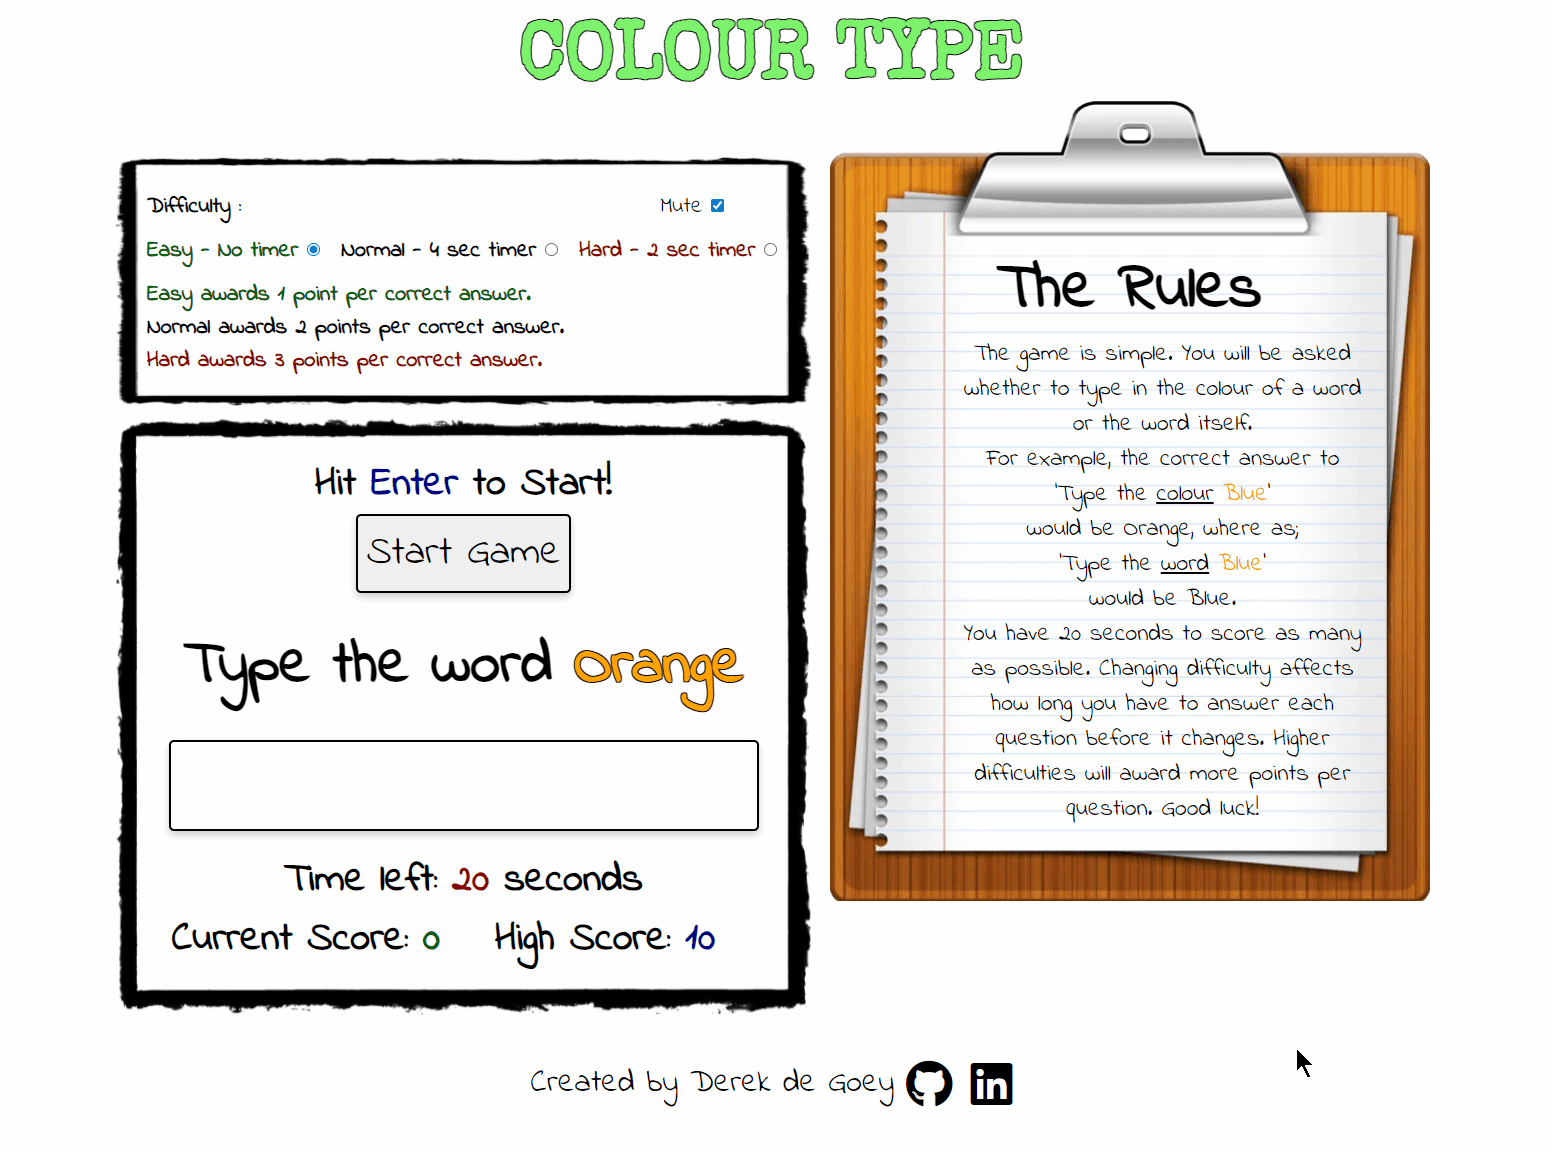 COLOUR TYPE
Difficulty :
Mute
Easy - No timer
Normal - 4 sec timer
Hard - 2 sec timer
Easy awards 1 point per correct answer.
Normal awards 2 points per correct answer.
Hard awards 3 points per correct answer.
Hit Enter to Start!
Start Game
Type the word Orange
Time left: 20 seconds
Current Score: 0
High Score: 10
The Rules
The game is simple. You will be asked
whether to type in the colour of a word
or the word itself.
For example, the correct answer to
'Type the colour Blue'
would be Orange, where as;
'Type the word Blue'
would be Blue.
You have 20 seconds to score as many
as possible. Changing difficulty affects
how long you have to answer each
question before it changes. Higher
difficulties will award more points per
question. Good luck!
Created by Derek de Goey
in